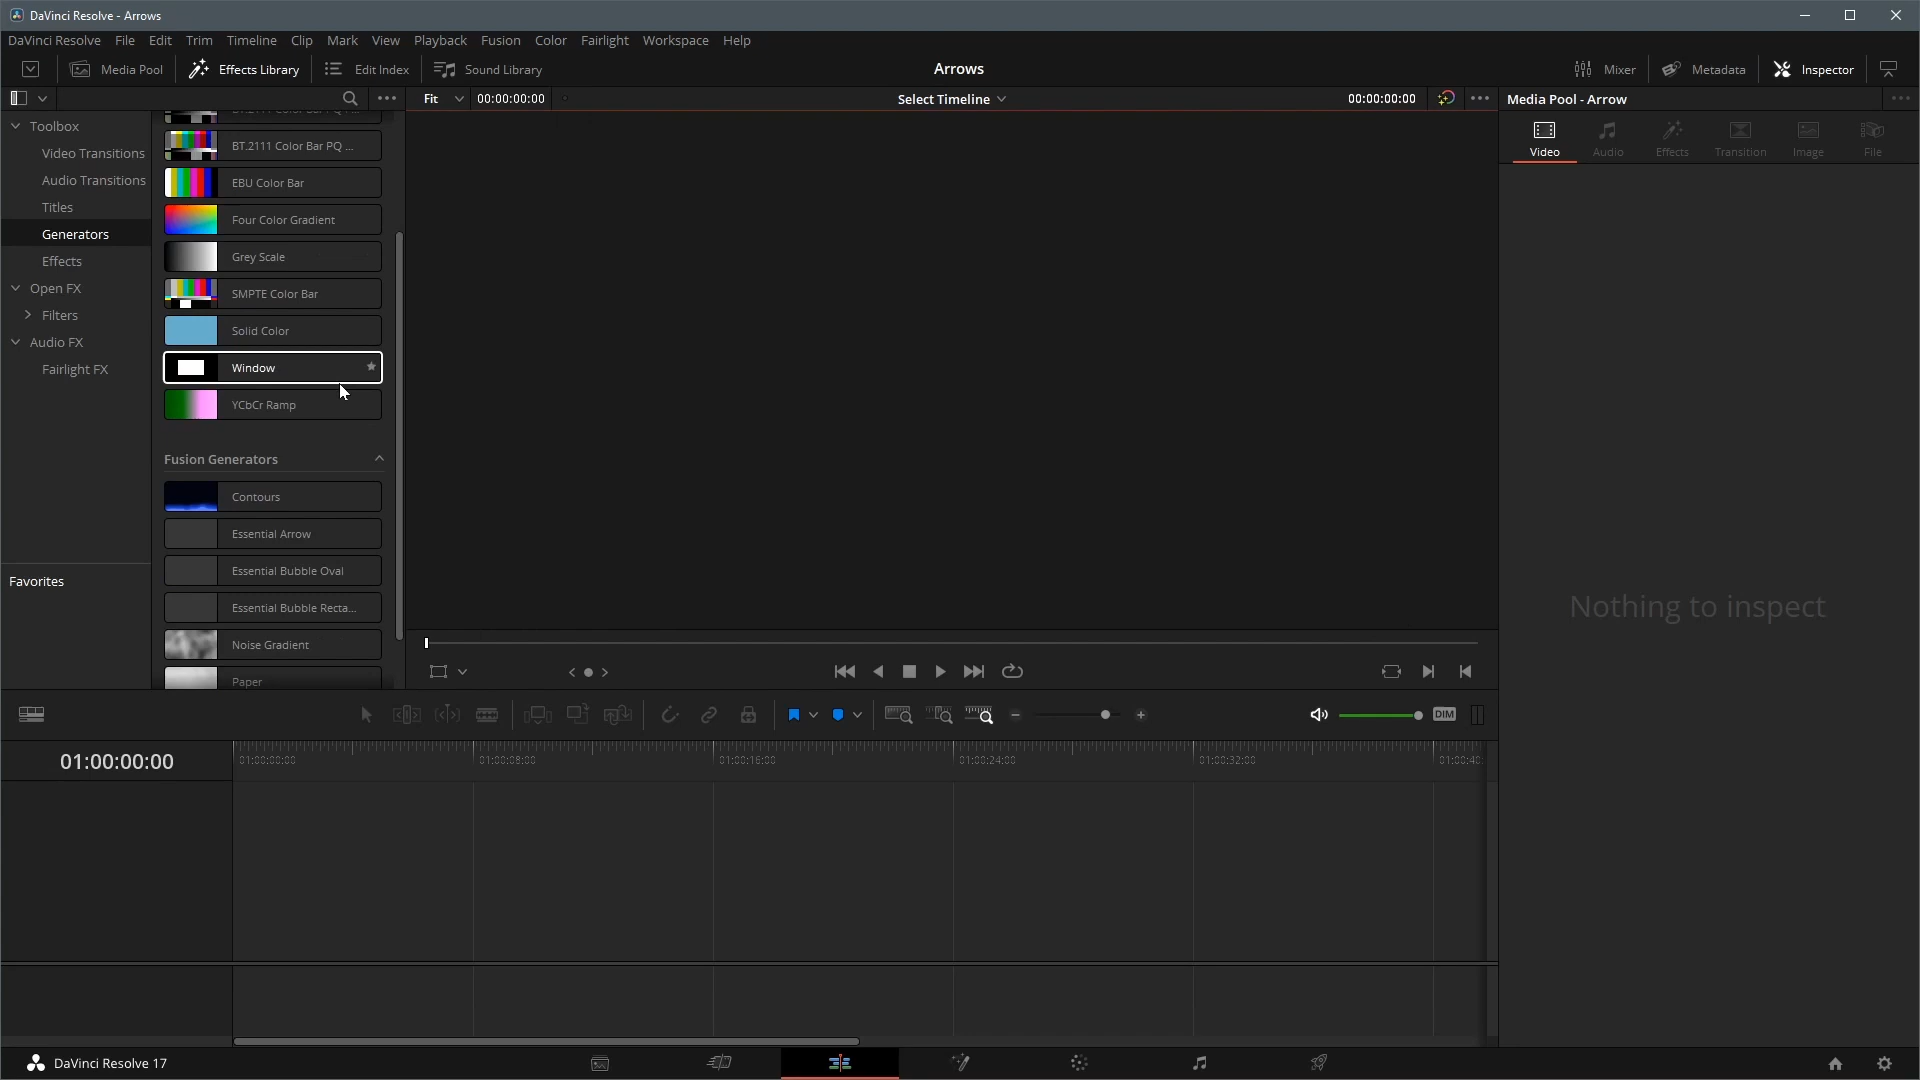 DaVinci Resolve - Arrows
DaVinci Resolve File Edit Trim Timeline Clip Mark View Playback Fusion Color Fairlight Workspace Help
Media Pool Effects Library Edit Index Sound Library Arrows Mixer Metadata Inspector
Fit 00:00:00:00 Select Timeline 00:00:00:00 Media Pool - Arrow
Toolbox
Video Transitions
Audio Transitions
Titles
Generators
Effects
Open FX
Filters
Audio FX
Fairlight FX
Favorites
BT.2111 Color Bar PQ ...
EBU Color Bar
Four Color Gradient
Grey Scale
SMPTE Color Bar
Solid Color
Window
YCbCr Ramp
Fusion Generators
Contours
Essential Arrow
Essential Bubble Oval
Essential Bubble Recta...
Noise Gradient
Paper
Video Audio Effects Transition Image File
Nothing to inspect
DIM
01:00:00:00
01:00:00:00 01:00:08:00 01:00:16:00 01:00:24:00 01:00:32:00 01:00:40:
DaVinci Resolve 17